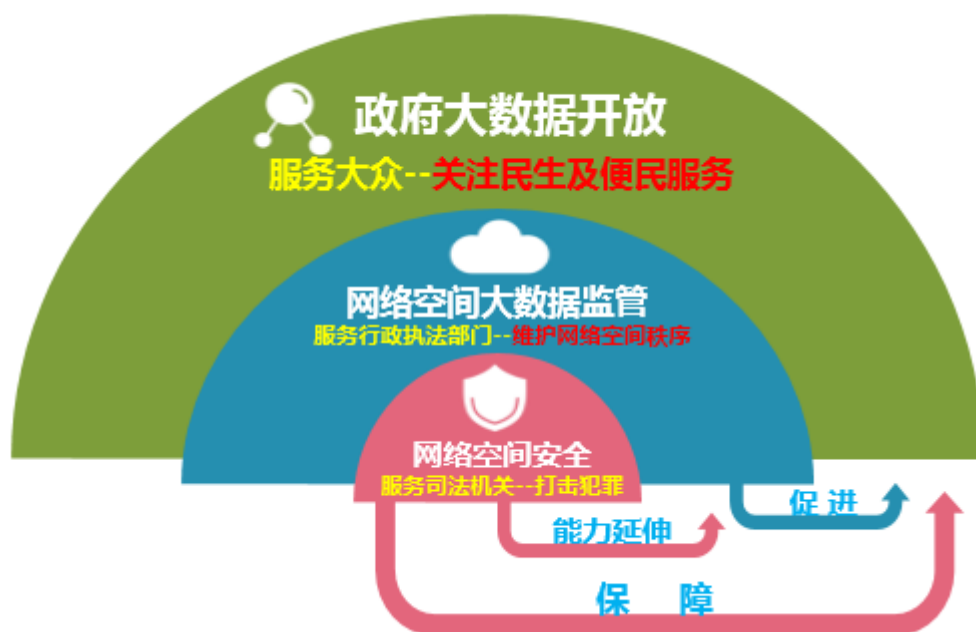 政府大数据开放
服务大众--关注民生及便民服务
网络空间大数据监管
服务行政执法部门--维护网络空间秩序
网络空间安全
服务司法机关--打击犯罪
促进
能力延伸
保 障